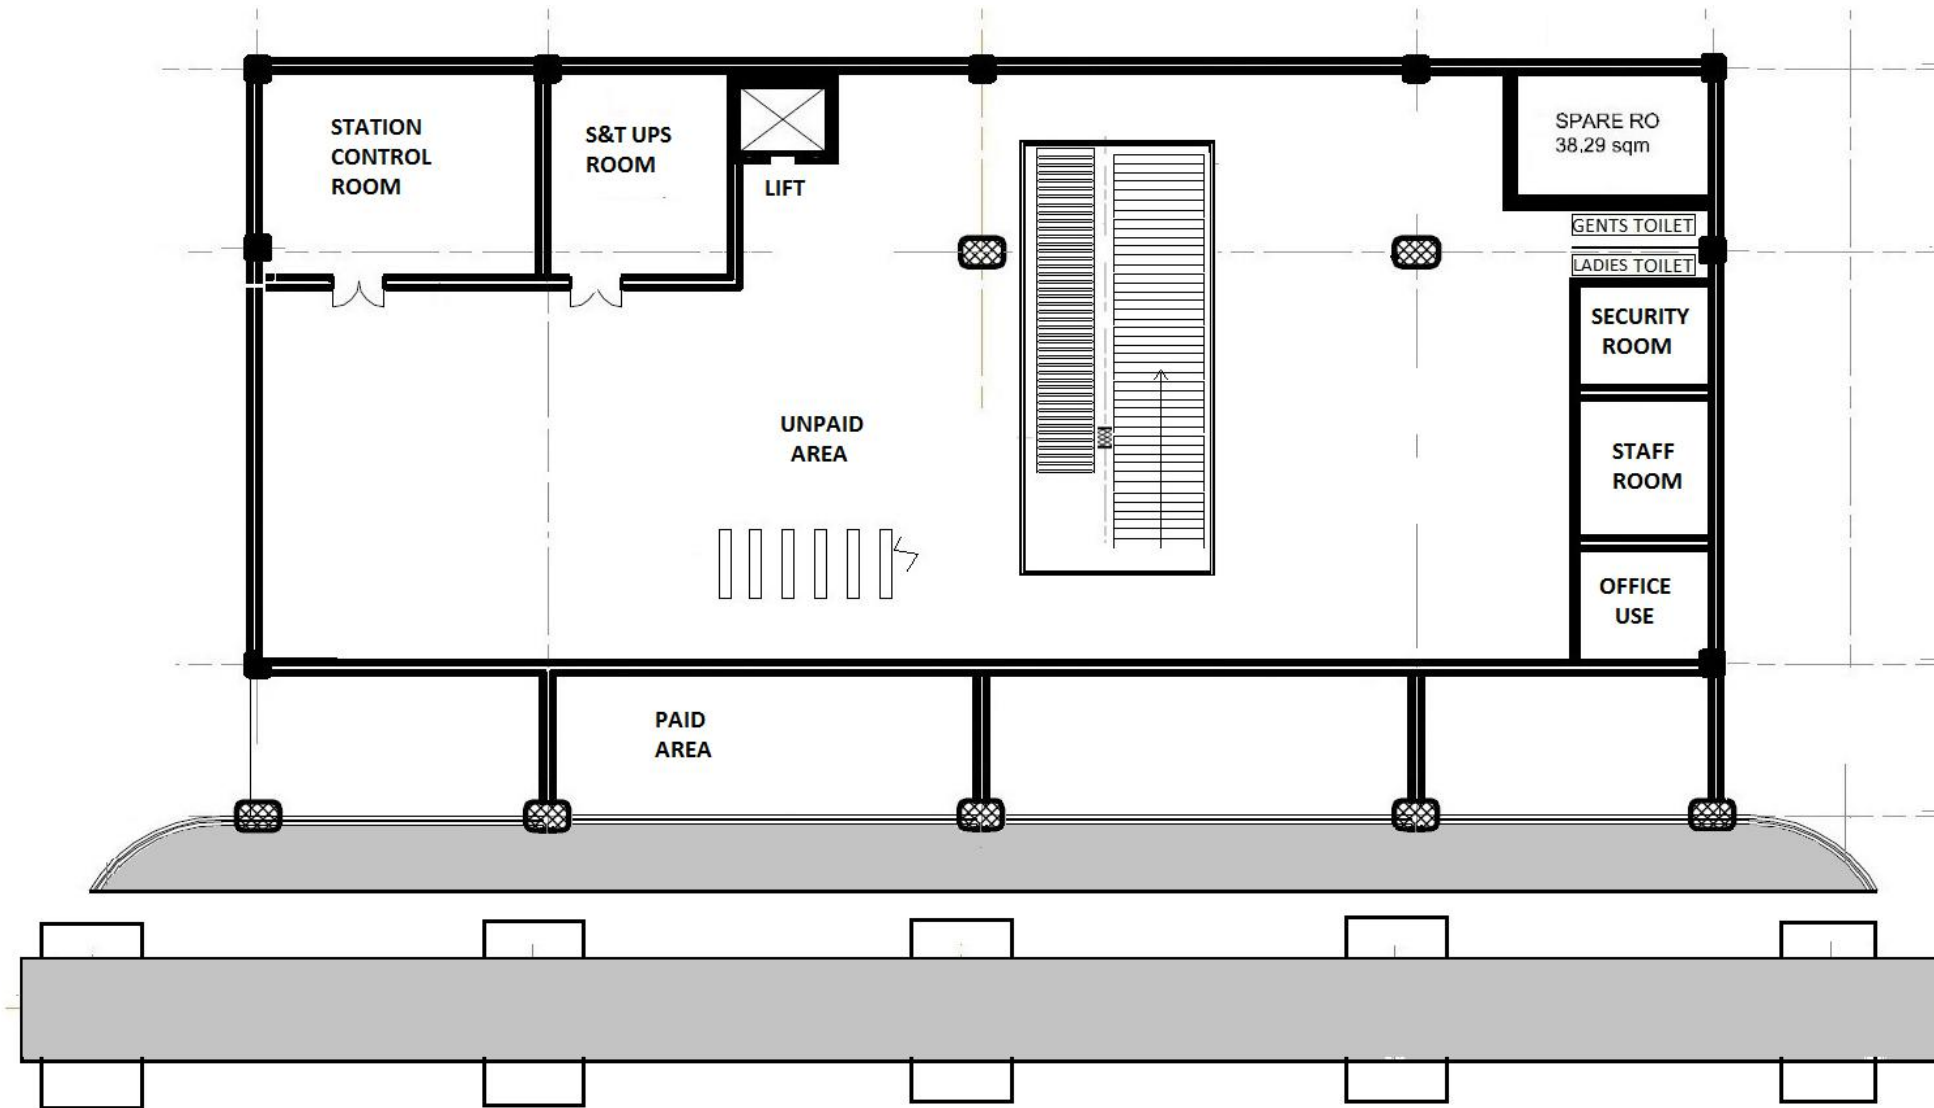 STATION
CONTROL
ROOM
S&T UPS
ROOM
LIFT
SPARE RO
38,29 sqm
GENTS TOILET
LADIES TOILET
SECURITY
ROOM
UNPAID
AREA
STAFF
ROOM
OFFICE
USE
PAID
AREA